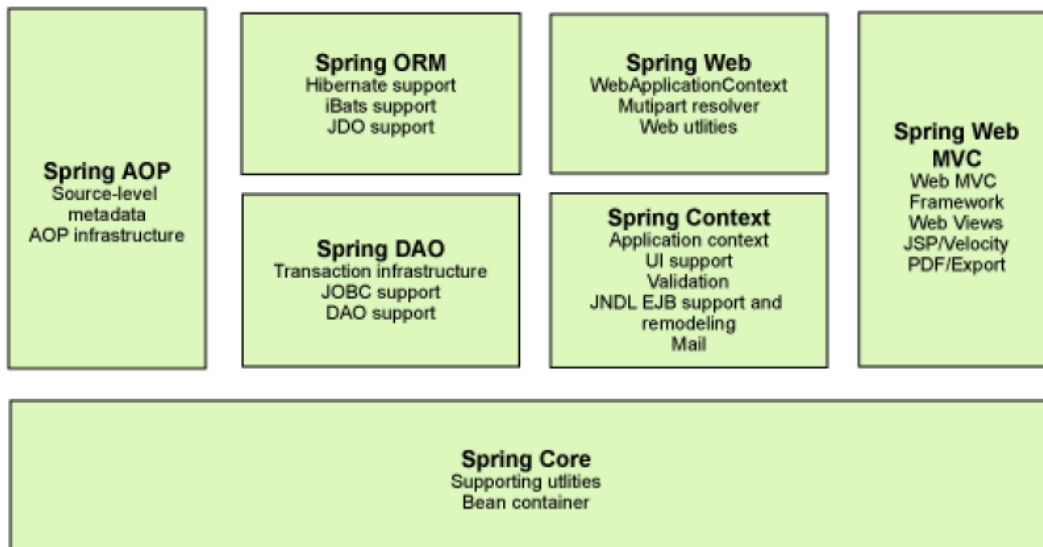 Spring AOP
Source-level
metadata
AOP infrastructure
Spring ORM
Hibernate support
iBats support
JDO support
Spring DAO
Transaction infrastructure
JOBC support
DAO support
Spring Web
WebApplicationContext
Mutipart resolver
Web utlities
Spring Context
Application context
UI support
Validation
JNDL EJB support and
remodeling
Mail
Spring Web
MVC
Web MVC
Framework
Web Views
JSP/Velocity
PDF/Export
Spring Core
Supporting utlities
Bean container